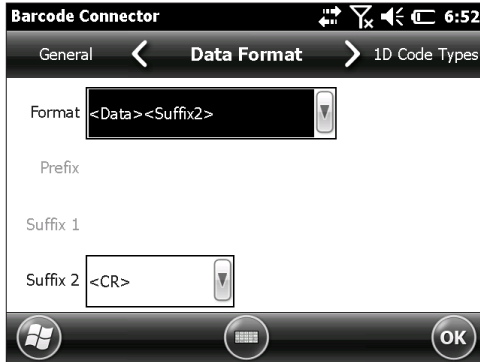 Barcode Connector 6:52
General Data Format 1D Code Types
Format <Data><Suffix2>
Prefix
Suffix 1
Suffix 2 <CR>
OK